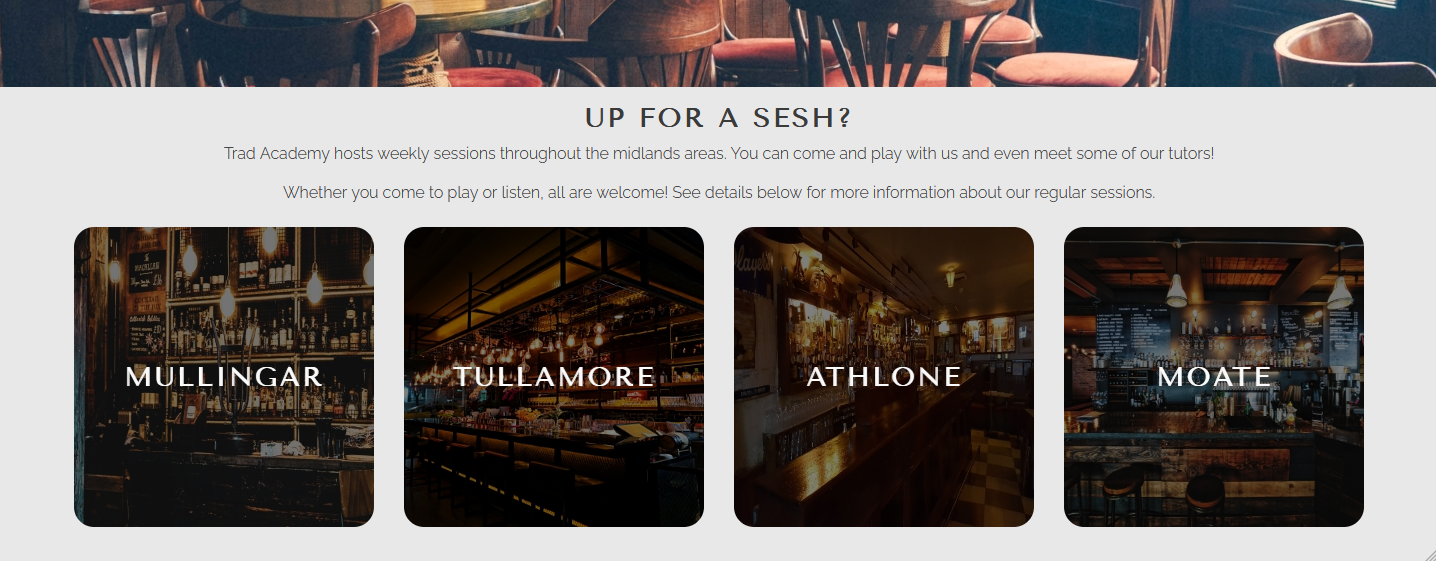 UP FOR A SESH?
Trad Academy hosts weekly sessions throughout the midlands areas. You can come and play with us and even meet some of our tutors!
Whether you come to play or listen, all are welcome! See details below for more information about our regular sessions.
MULLINGAR
TULLAMORE
ATHLONE
MOATE